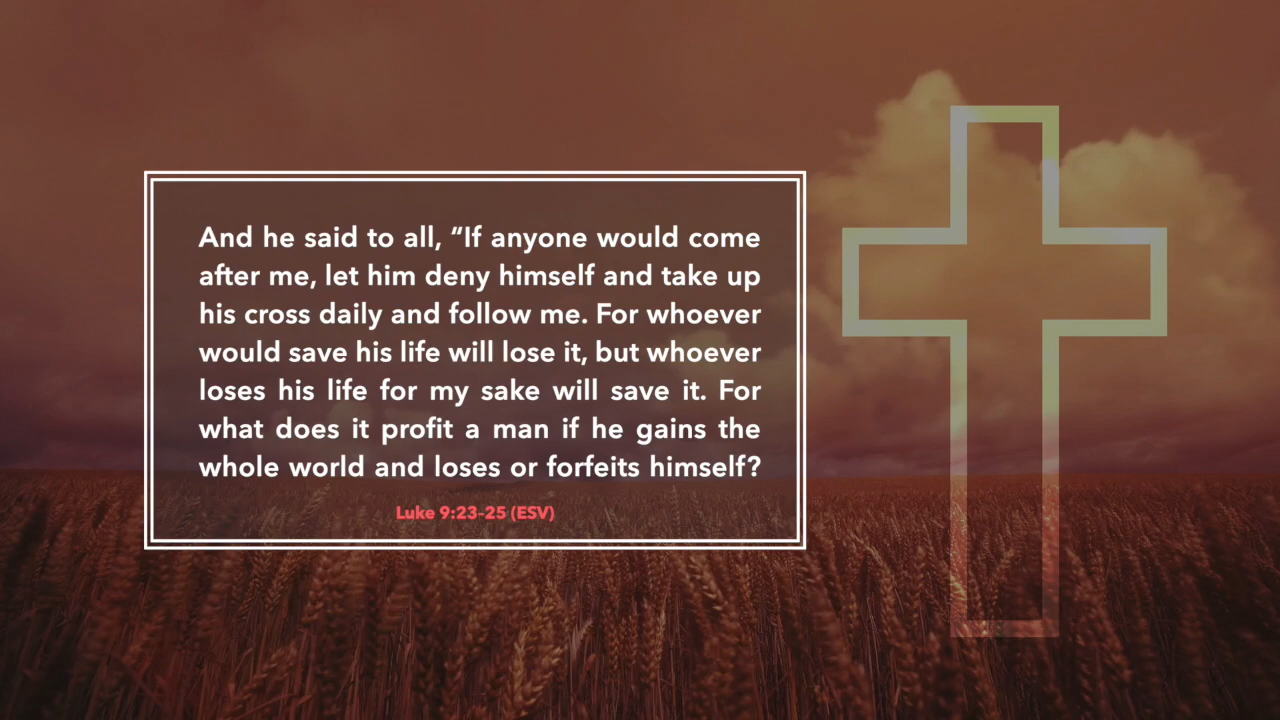 And he said to all, “If anyone would come
after me, let him deny himself and take up
his cross daily and follow me. For whoever
would save his life will lose it, but whoever
loses his life for my sake will save it. For
what does it profit a man if he gains the
whole world and loses or forfeits himself?
Luke 9:23-25 (ESV)